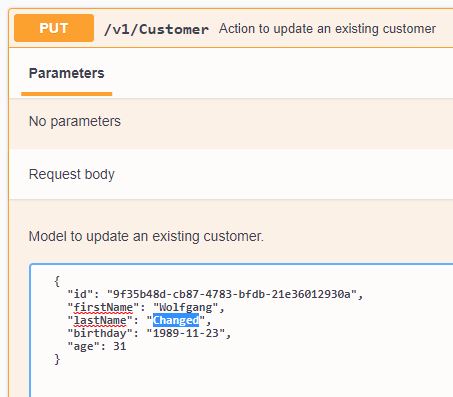 PUT /v1/Customer Action to update an existing customer
Parameters
No parameters
Request body
Model to update an existing customer.
{
"id": "9f35b48d-cb87-4783-bfdb-21e36012930a",
"firstName": "Wolfgang",
"lastName": "Changed",
"birthday": "1989-11-23",
"age": 31
}